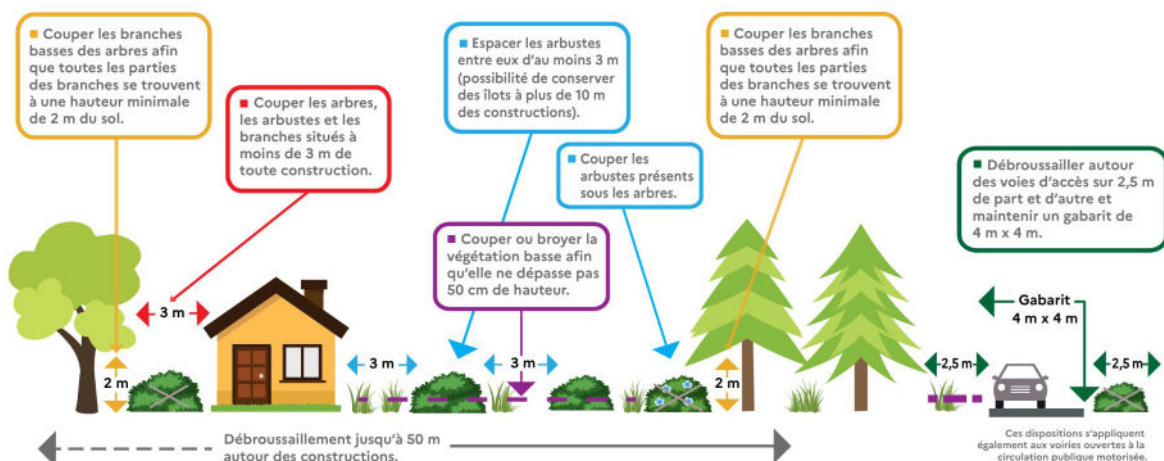 ■ Couper les branches
basses des arbres afin
que toutes les parties
des branches se trouvent
à une hauteur minimale
de 2 m du sol.
■ Couper les arbres,
les arbustes et les
branches situés à
moins de 3 m de
toute construction.
■ Espacer les arbustes
entre eux d'au moins 3 m
(possibilité de conserver
des îlots à plus de 10 m
des constructions).
■ Couper les
arbustes présents
sous les arbres.
■ Couper ou broyer la
végétation basse afin
qu'elle ne dépasse pas
50 cm de hauteur.
■ Couper les branches
basses des arbres afin
que toutes les parties
des branches se trouvent
à une hauteur minimale
de 2 m du sol.
■ Débroussailler autour
des voies d'accès sur 2,5 m
de part et d'autre et
maintenir un gabarit de
4 m x 4 m.
3 m
2 m
3 m
3 m
2 m
Gabarit
4 m x 4 m
2,5 m
2,5 m
Débroussaillement jusqu'à 50 m
autour des constructions.
Ces dispositions s'appliquent
également aux voiries ouvertes à la
circulation publique motorisée.